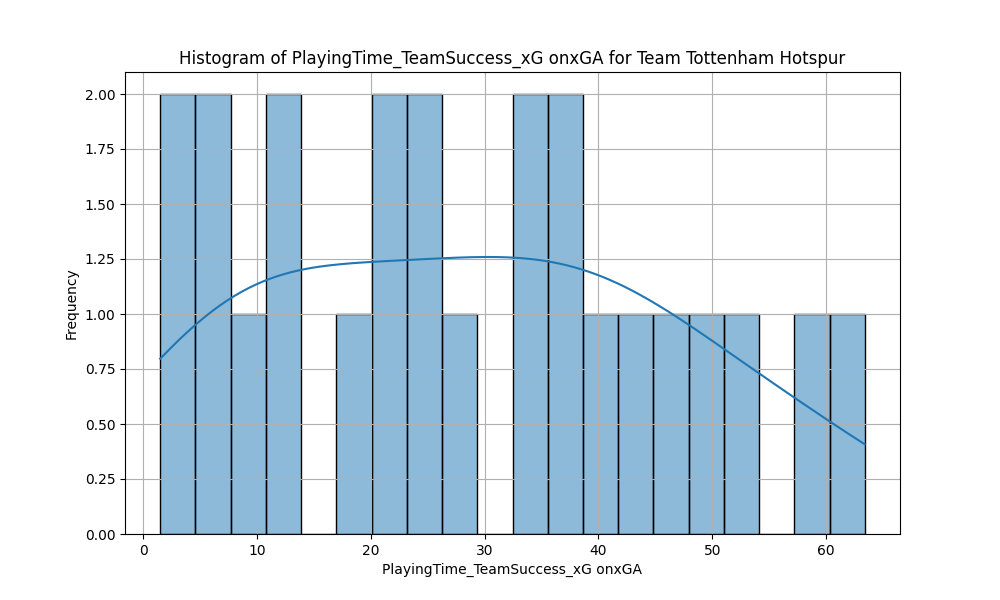 Histogram of PlayingTime_TeamSuccess_xG onxGA for Team Tottenham Hotspur
2.00
1.75
1.50
1.25
1.00
0.75
0.50
0.25
0.00
Frequency
0 10 20 30 40 50 60
PlayingTime_TeamSuccess_xG onxGA